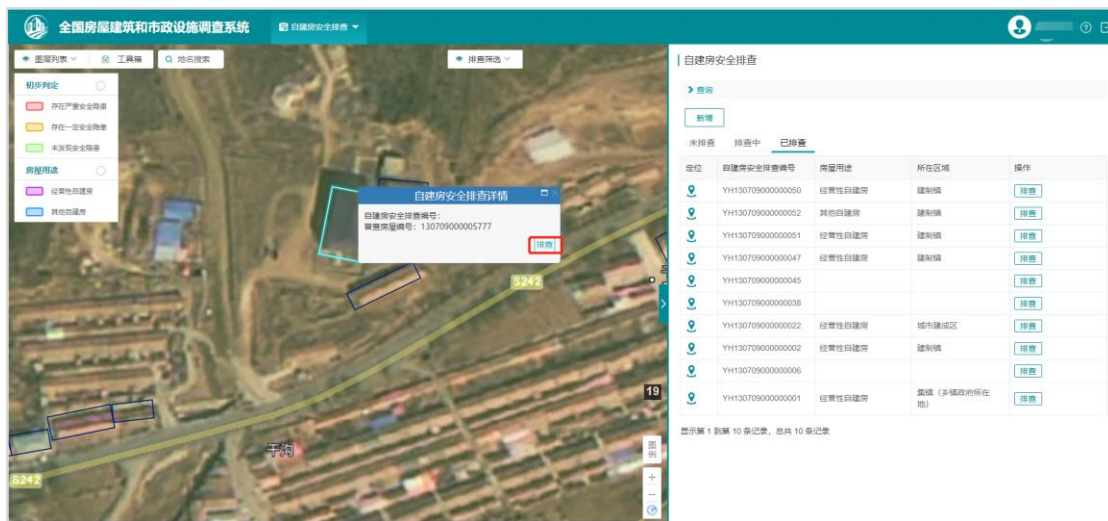 全国房屋建筑和市政设施调查系统
自建房安全排查
图层列表
工具箱
地名搜索
排查筛选
初步判定
存在严重安全隐患
存在一定安全隐患
未发现安全隐患
房屋用途
经营性自建房
其他自建房
自建房安全排查详情
自建房安全排查编号：
普查房屋编号：130709000005777
排查
S242
干沟
S242
19
图例
自建房安全排查
查询
新增
未排查 排查中 已排查
定位 自建房安全排查编号 房屋用途 所在区域 操作
YH130709000000050 经营性自建房 建制镇 排查
YH130709000000052 其他自建房 建制镇 排查
YH130709000000051 经营性自建房 建制镇 排查
YH130709000000047 经营性自建房 建制镇 排查
YH130709000000045 排查
YH130709000000038 排查
YH130709000000022 经营性自建房 城市建成区 排查
YH130709000000002 经营性自建房 建制镇 排查
YH130709000000006 排查
YH130709000000001 经营性自建房 集镇（乡镇政府所在地） 排查
显示第 1 到第 10 条记录，总共 10 条记录